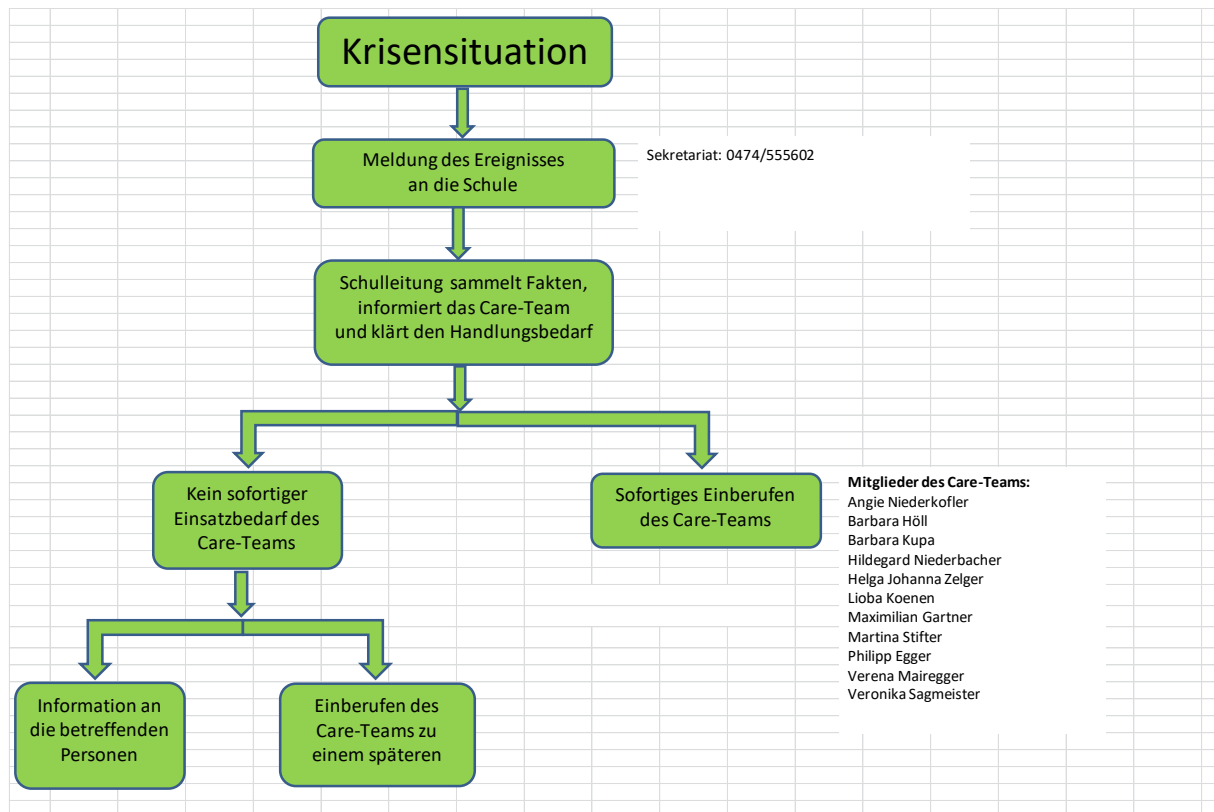 Krisensituation
Meldung des Ereignisses
an die Schule
Sekretariat: 0474/555602
Schulleitung sammelt Fakten,
informiert das Care-Team
und klärt den Handlungsbedarf
Kein sofortiger
Einsatzbedarf des
Care-Teams
Sofortiges Einberufen
des Care-Teams
Mitglieder des Care-Teams:
Angie Niederkofler
Barbara Höll
Barbara Kupa
Hildegard Niederbacher
Helga Johanna Zelger
Lioba Koenen
Maximilian Gartner
Martina Stifter
Philipp Egger
Verena Mairegger
Veronika Sagmeister
Information an
die betreffenden
Personen
Einberufen des
Care-Teams zu
einem späteren